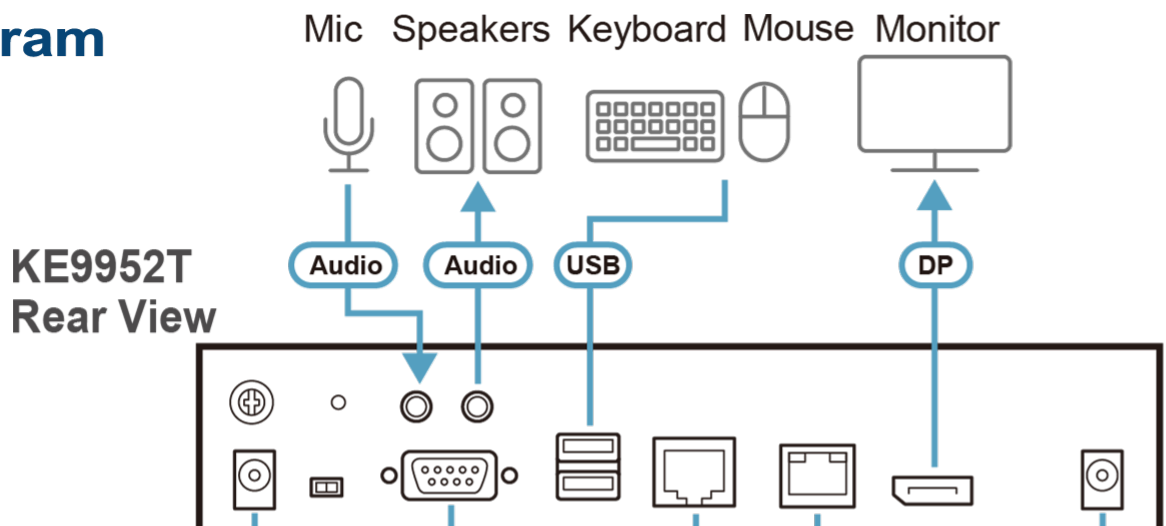 ram
Mic Speakers Keyboard Mouse Monitor
Audio Audio USB DP
KE9952T
Rear View